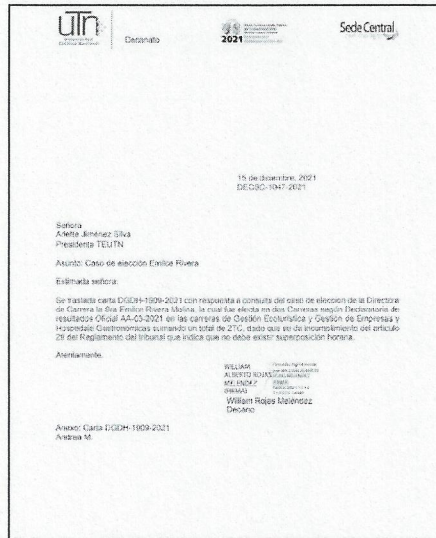 UTN
Decanato
2021
Sede Central
15 de diciembre, 2021
DECSC-1047-2021
Señora
Arlette Jiménez Silva
Presidente TEUTN
Asunto: Caso de elección Emilce Rivera
Estimada señora:
Se traslada carta DGDH-1909-2021 con respuesta a consulta del caso de elección de la Directora
de Carrera la Sra Emilce Rivera Molina, la cual fue electa en dos Carreras según Declaratoria de
resultados Oficial AA-03-2021 en las carreras de Gestión Ecoturística y Gestión de Empresas y
Hospedaje Gastronómicas sumando un total de 2TC, dado que se da incumplimiento del artículo
29 del Reglamento del tribunal que indica que no debe existir superposición horaria.
Atentamente,
WILLIAM
ALBERTO ROJAS
MELENDEZ
(FIRMA)
William Rojas Meléndez
Decano
Anexo: Carta DGDH-1909-2021
Andrea M.